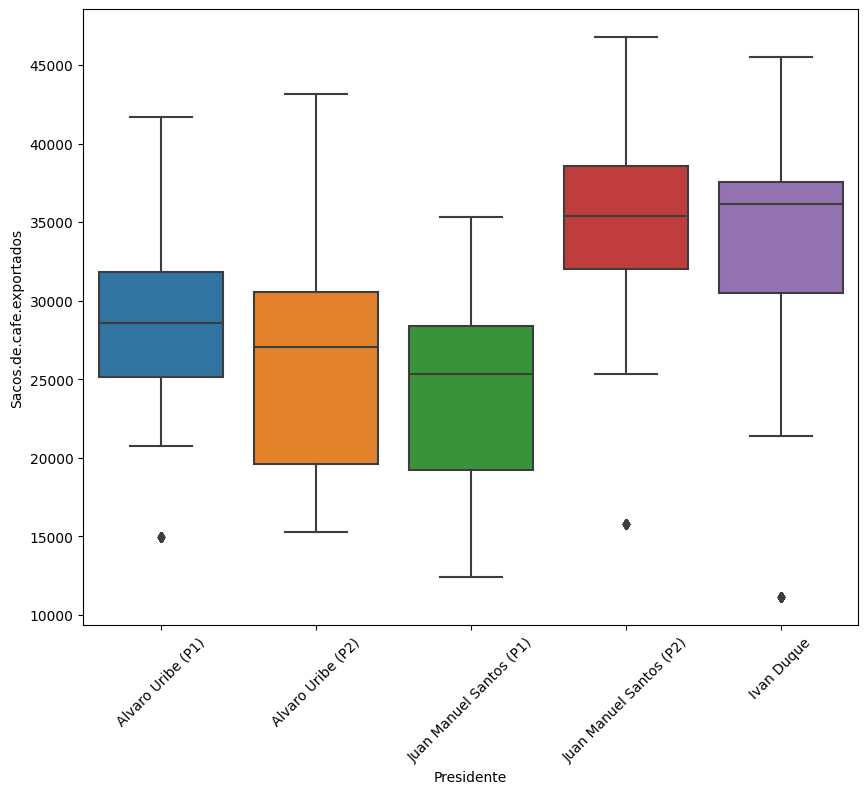 Sacos.de.cafe.exportados
45000
40000
35000
30000
25000
20000
15000
10000
Alvaro Uribe (P1)
Alvaro Uribe (P2)
Juan Manuel Santos (P1)
Juan Manuel Santos (P2)
Ivan Duque
Presidente